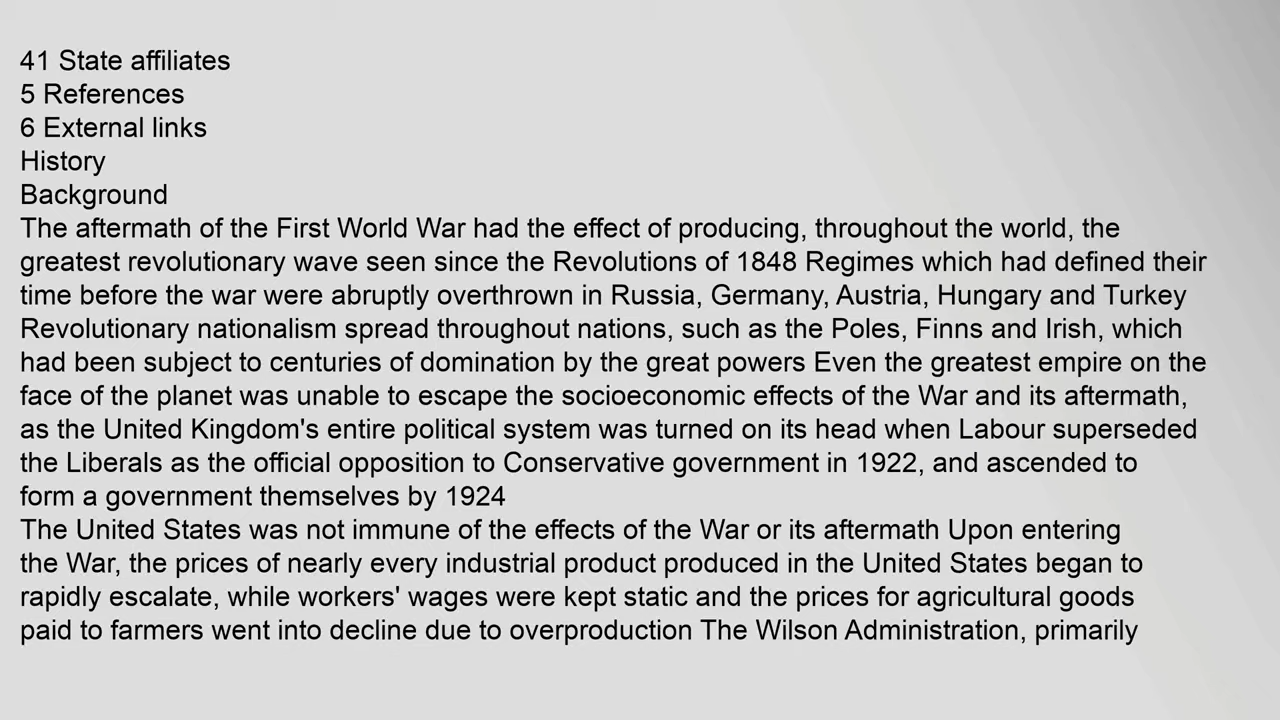 41 State affiliates
5 References
6 External links
History
Background
The aftermath of the First World War had the effect of producing, throughout the world, the
greatest revolutionary wave seen since the Revolutions of 1848 Regimes which had defined their
time before the war were abruptly overthrown in Russia, Germany, Austria, Hungary and Turkey
Revolutionary nationalism spread throughout nations, such as the Poles, Finns and Irish, which
had been subject to centuries of domination by the great powers Even the greatest empire on the
face of the planet was unable to escape the socioeconomic effects of the War and its aftermath,
as the United Kingdom's entire political system was turned on its head when Labour superseded
the Liberals as the official opposition to Conservative government in 1922, and ascended to
form a government themselves by 1924
The United States was not immune of the effects of the War or its aftermath Upon entering
the War, the prices of nearly every industrial product produced in the United States began to
rapidly escalate, while workers' wages were kept static and the prices for agricultural goods
paid to farmers went into decline due to overproduction The Wilson Administration, primarily